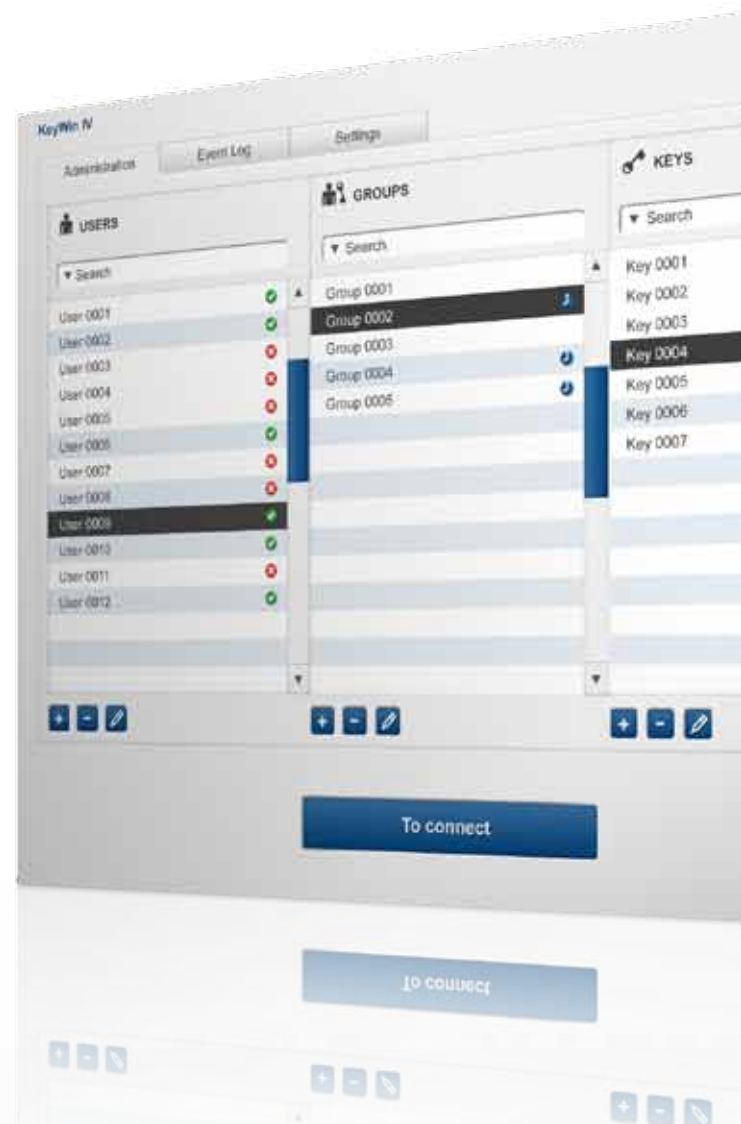 KeyWin IV
Administration
Event Log
Settings
USERS
Search
User 0001
User 0002
User 0003
User 0004
User 0005
User 0006
User 0007
User 0008
User 0009
User 0010
User 0011
User 0012
GROUPS
Search
Group 0001
Group 0002
Group 0003
Group 0004
Group 0005
KEYS
Search
Key 0001
Key 0002
Key 0003
Key 0004
Key 0005
Key 0006
Key 0007
To connect